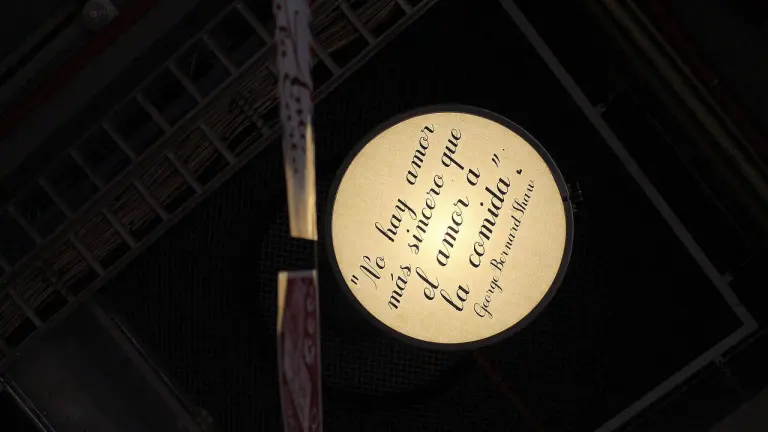 "No hay amor
más sincero que
el amor a
la comida".
George Bernard Shaw